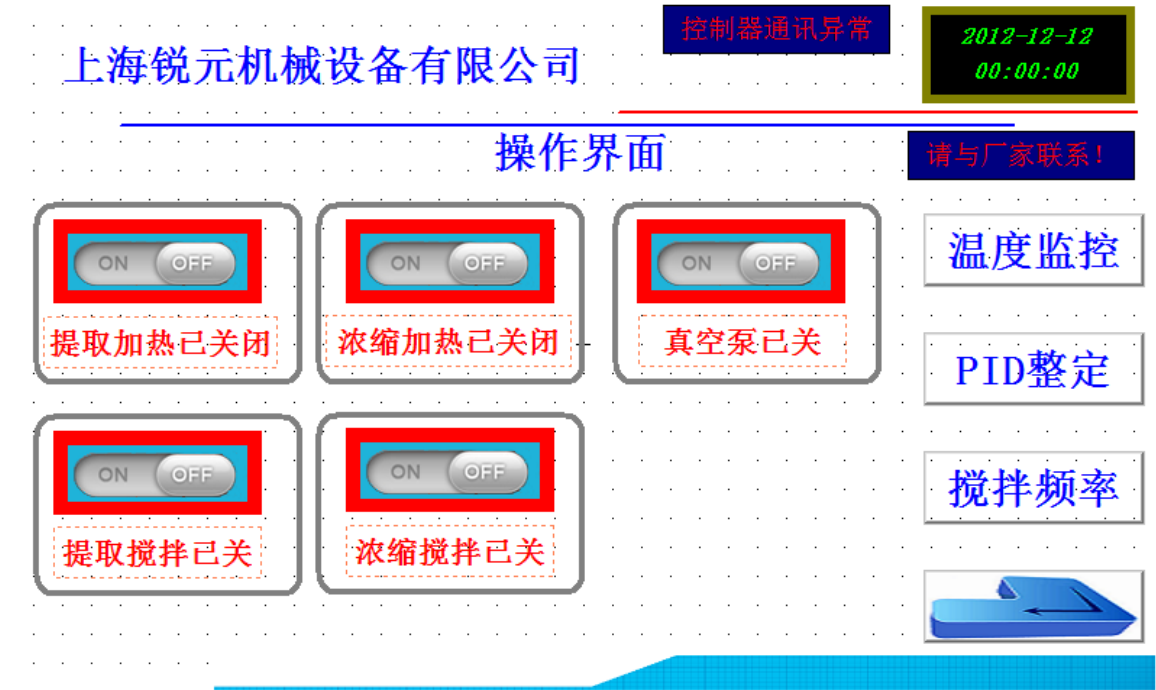 控制器通讯异常
上海锐元机械设备有限公司
2012-12-12
00:00:00
操作界面
请与厂家联系!
ON OFF
提取加热已关闭
ON OFF
浓缩加热已关闭
ON OFF
真空泵已关
温度监控
PID整定
ON OFF
提取搅拌已关
ON OFF
浓缩搅拌已关
搅拌频率